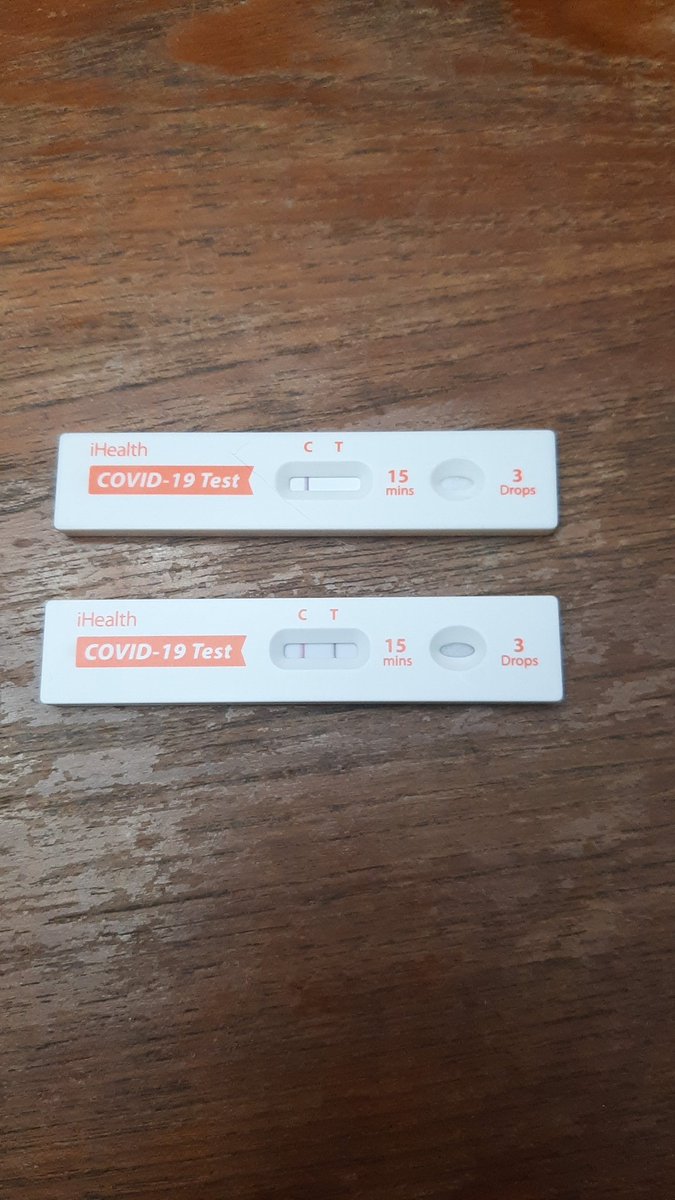 iHealth
C T
COVID-19 Test
15
mins
3
Drops
iHealth
C T
COVID-19 Test
15
mins
3
Drops